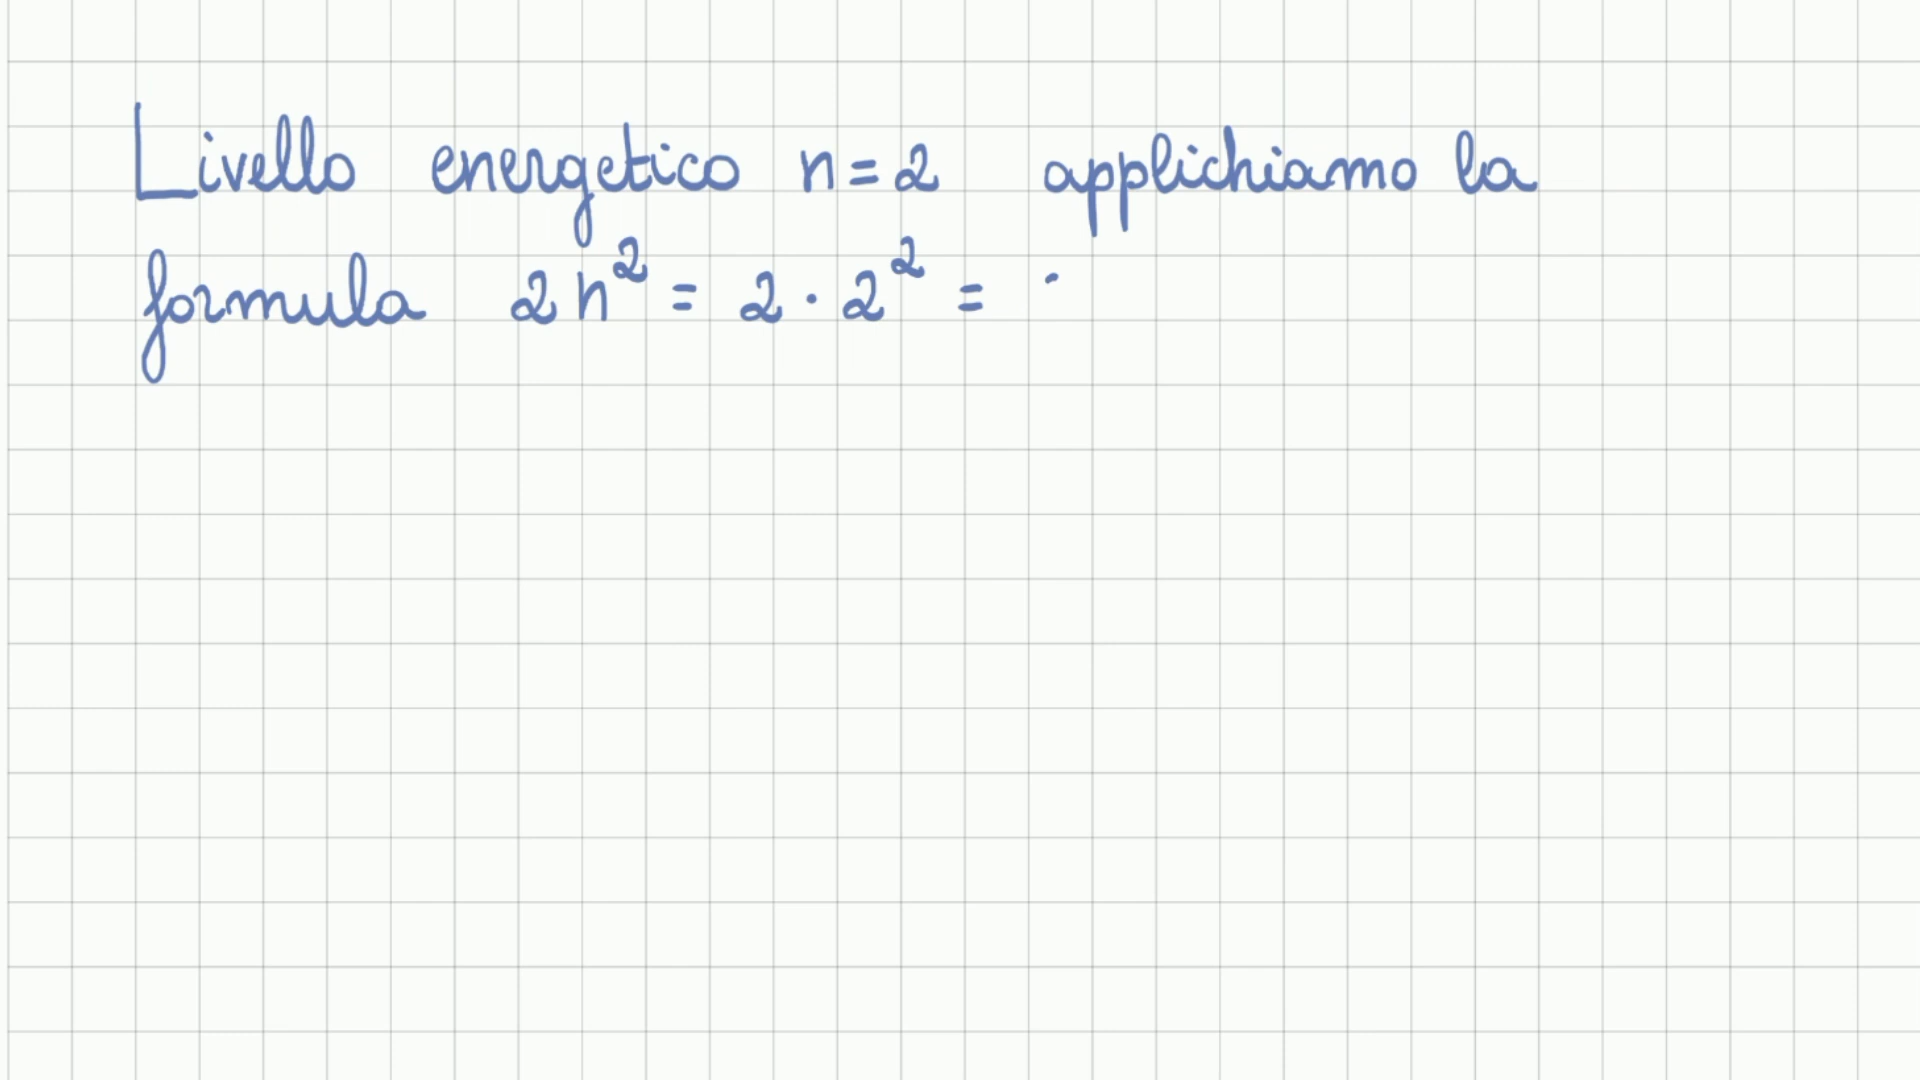 Livello energetico n=2 applichiamo la
formula 2n² = 2 · 2² =